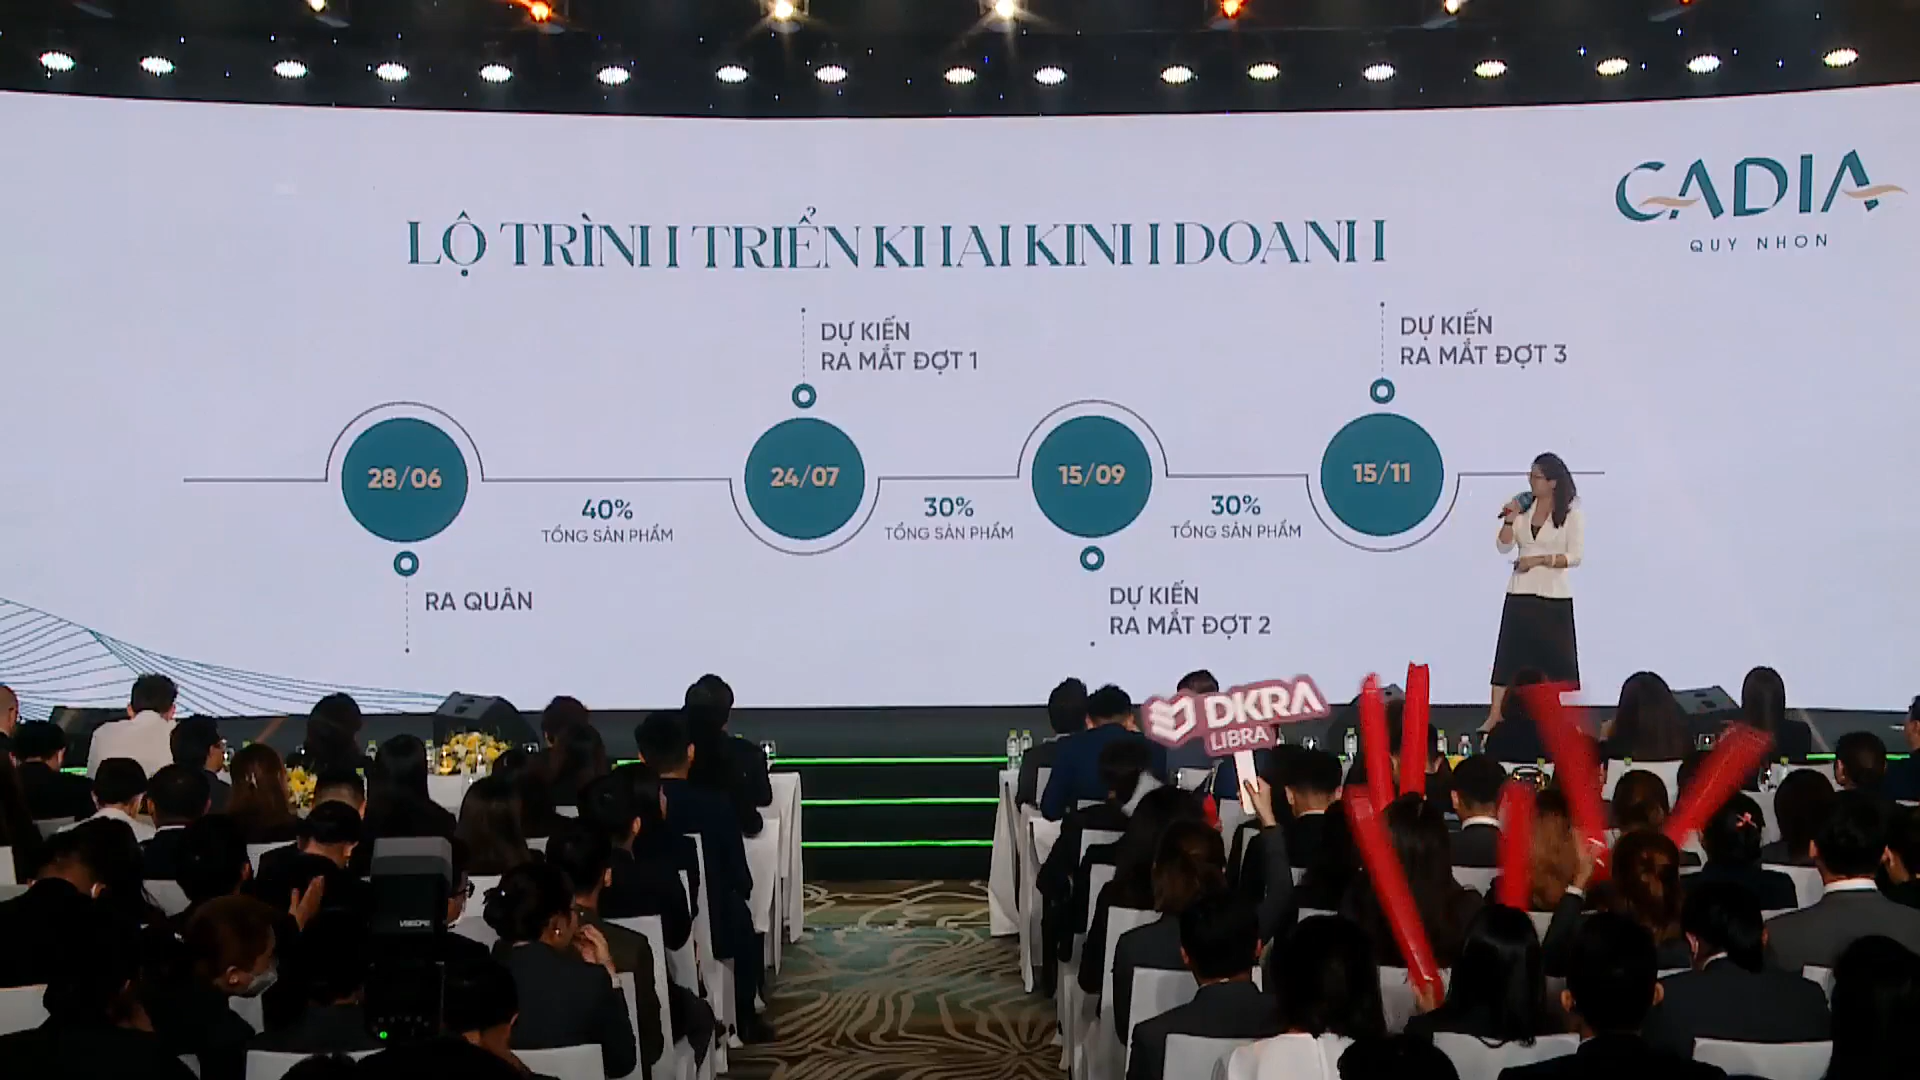 CADIA
QUY NHON
LỘ TRÌNH TRIỂN KHAI KINH DOANH
DỰ KIẾN
RA MẮT ĐỢT 1
DỰ KIẾN
RA MẮT ĐỢT 3
28/06
24/07
15/09
15/11
40%
TỔNG SẢN PHẨM
30%
TỔNG SẢN PHẨM
30%
TỔNG SẢN PHẨM
RA QUÂN
DỰ KIẾN
RA MẮT ĐỢT 2
DKRA
LIBRA